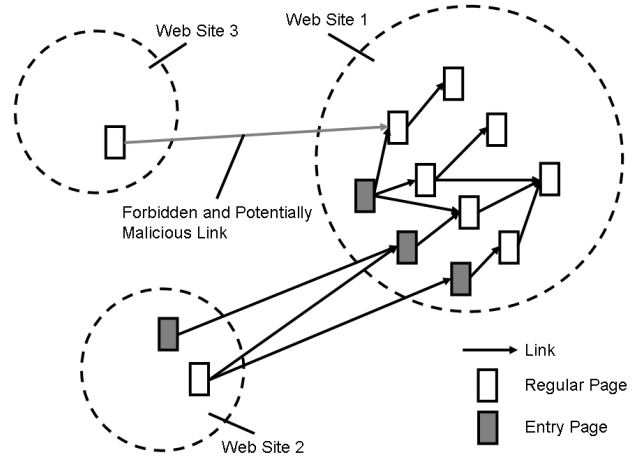 Web Site 3
Web Site 1
Forbidden and Potentially
Malicious Link
Link
Regular Page
Entry Page
Web Site 2